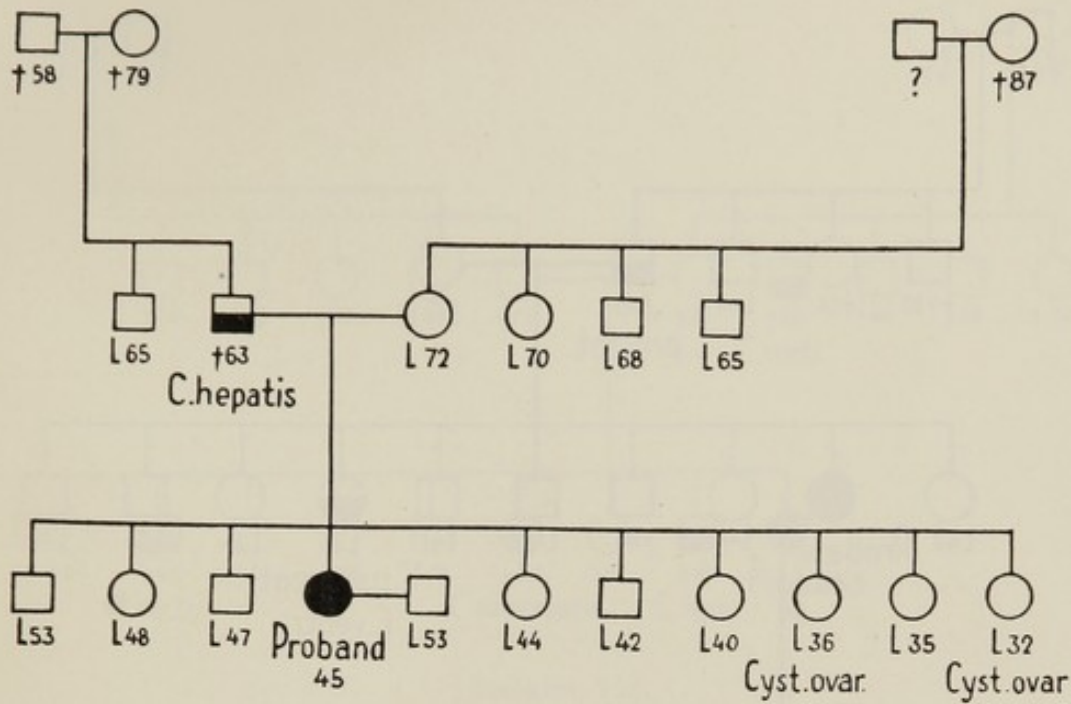 †58 †79 ? †87
L65 †63 L72 L70 L68 L65
C.hepatis
L53 L48 L47 Proband L53 L44 L42 L40 L36 L35 L32
45 Cyst.ovar. Cyst.ovar